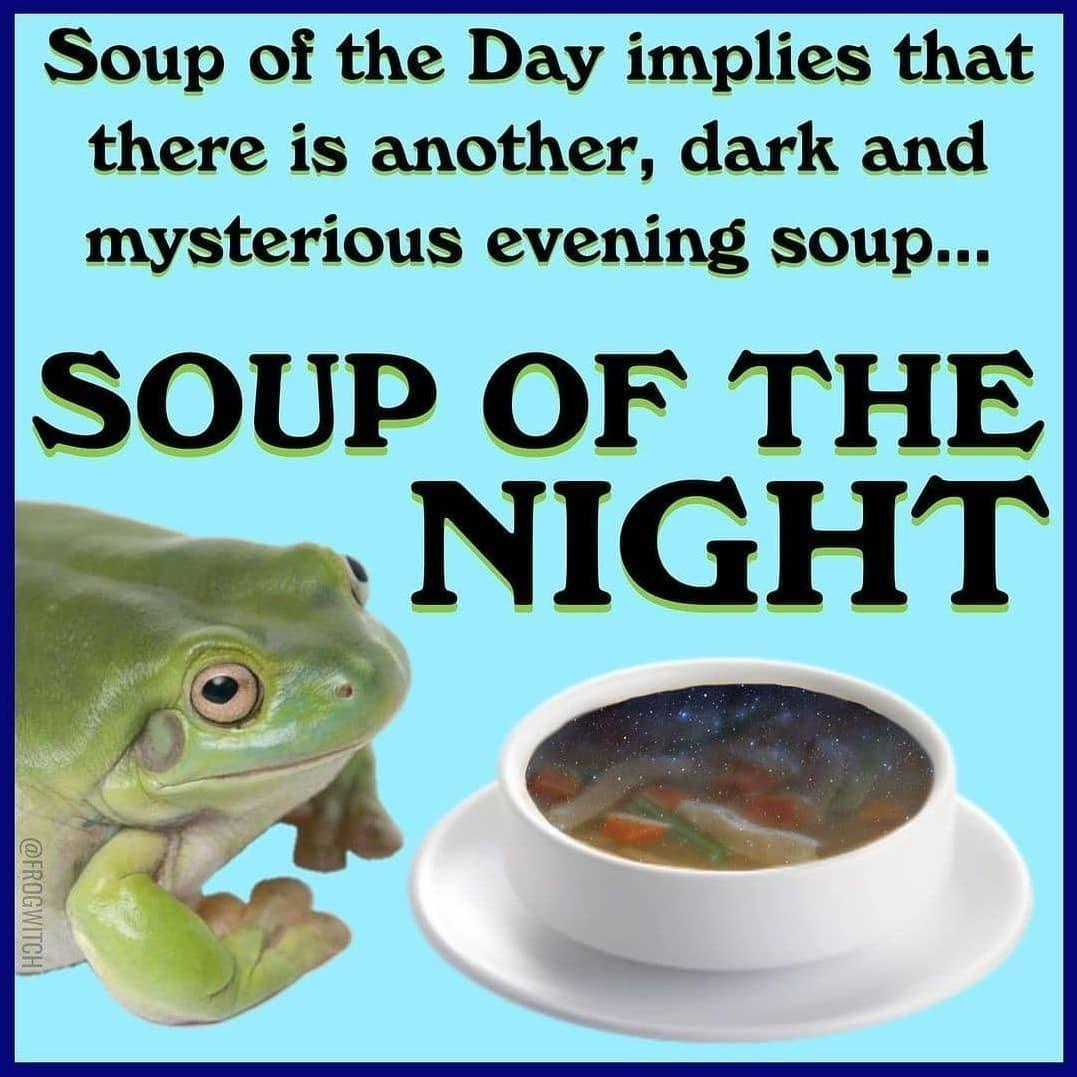 Soup of the Day implies that
there is another, dark and
mysterious evening soup...
SOUP OF THE
NIGHT
@FROGWITCH